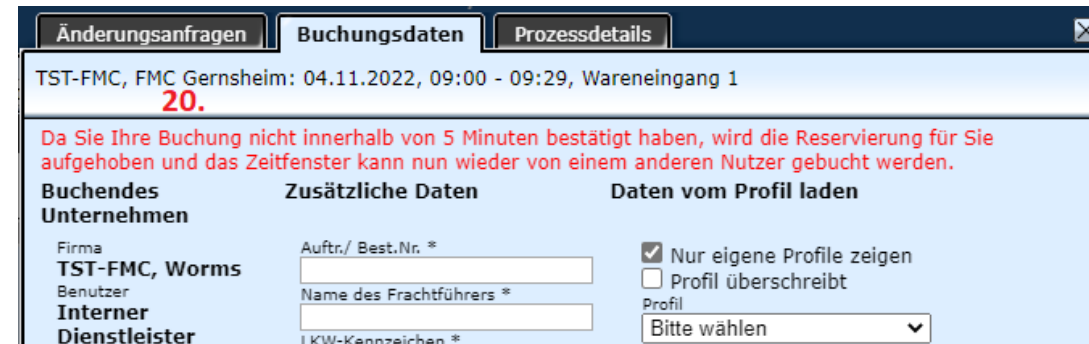 Änderungsanfragen Buchungsdaten Prozessdetails
TST-FMC, FMC Gernsheim: 04.11.2022, 09:00 - 09:29, Wareneingang 1
20.
Da Sie Ihre Buchung nicht innerhalb von 5 Minuten bestätigt haben, wird die Reservierung für Sie
aufgehoben und das Zeitfenster kann nun wieder von einem anderen Nutzer gebucht werden.
Buchendes
Unternehmen
Firma
TST-FMC, Worms
Benutzer
Interner
Dienstleister
Zusätzliche Daten
Auftr./ Best.Nr. *
Name des Frachtführers *
LKW-Kennzeichen *
Daten vom Profil laden
Nur eigene Profile zeigen
Profil überschreibt
Profil
Bitte wählen